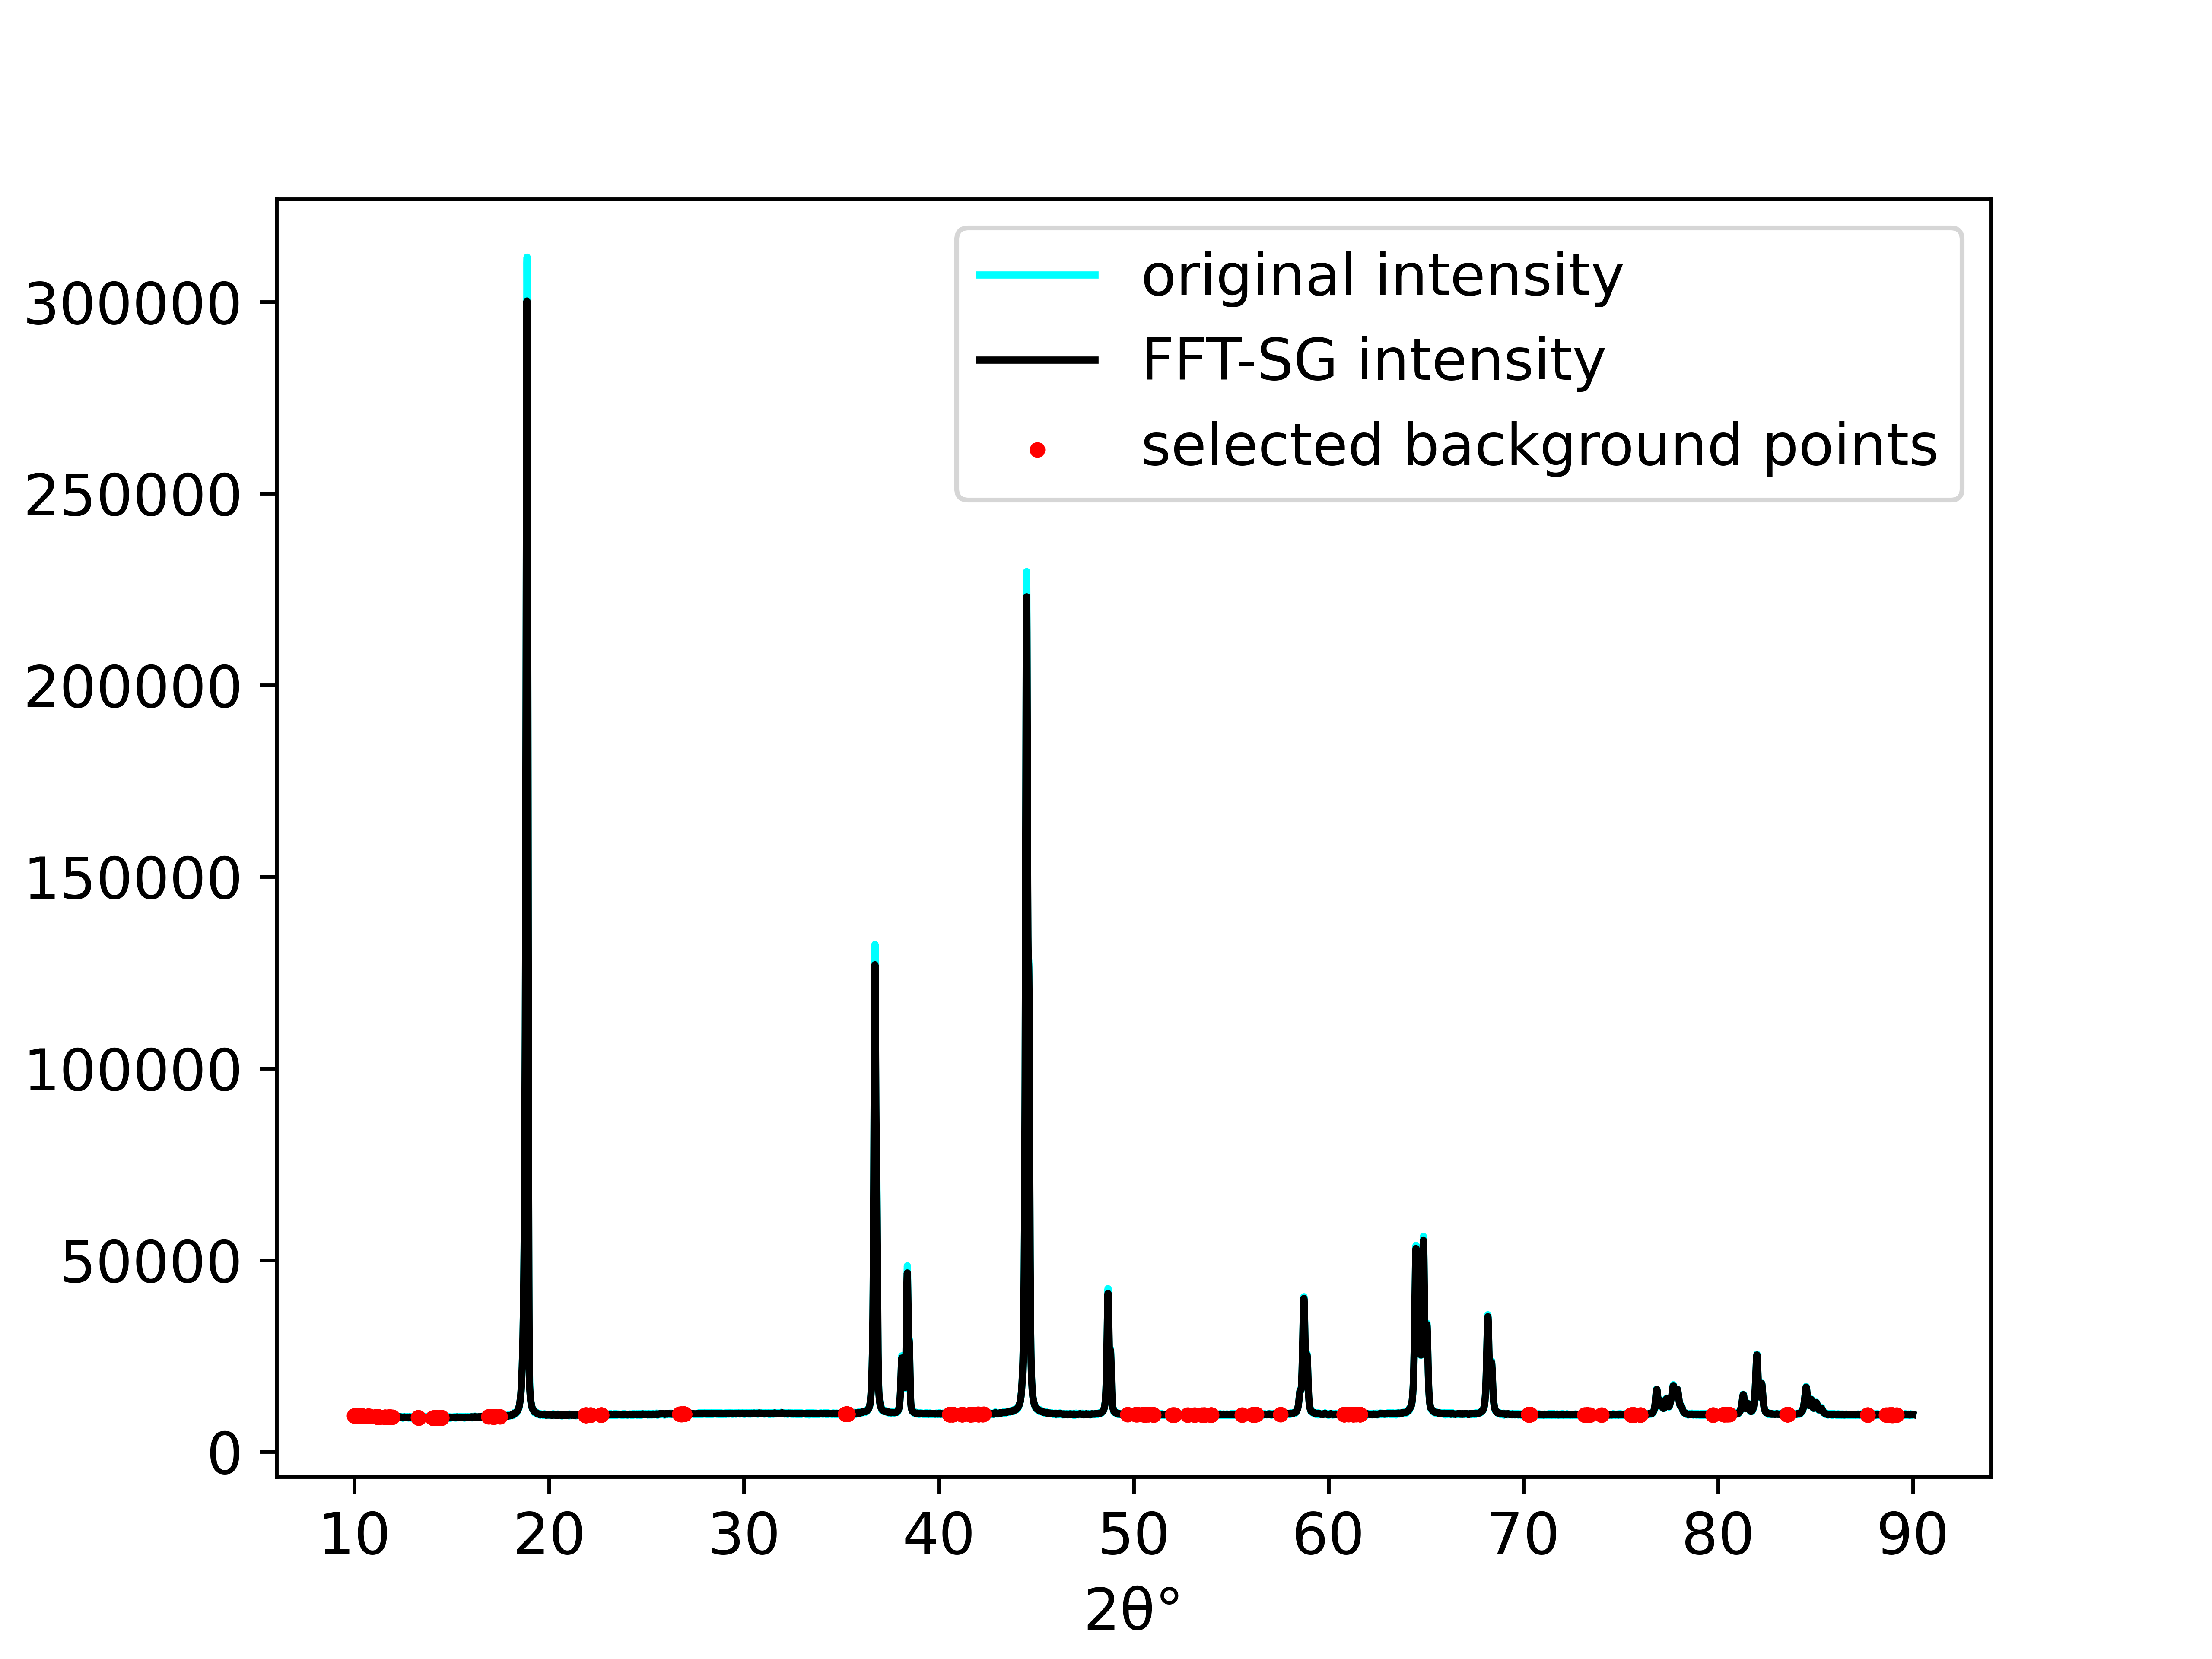 original intensity
FFT-SG intensity
selected background points
300000
250000
200000
150000
100000
50000
0
10 20 30 40 50 60 70 80 90
2θ°